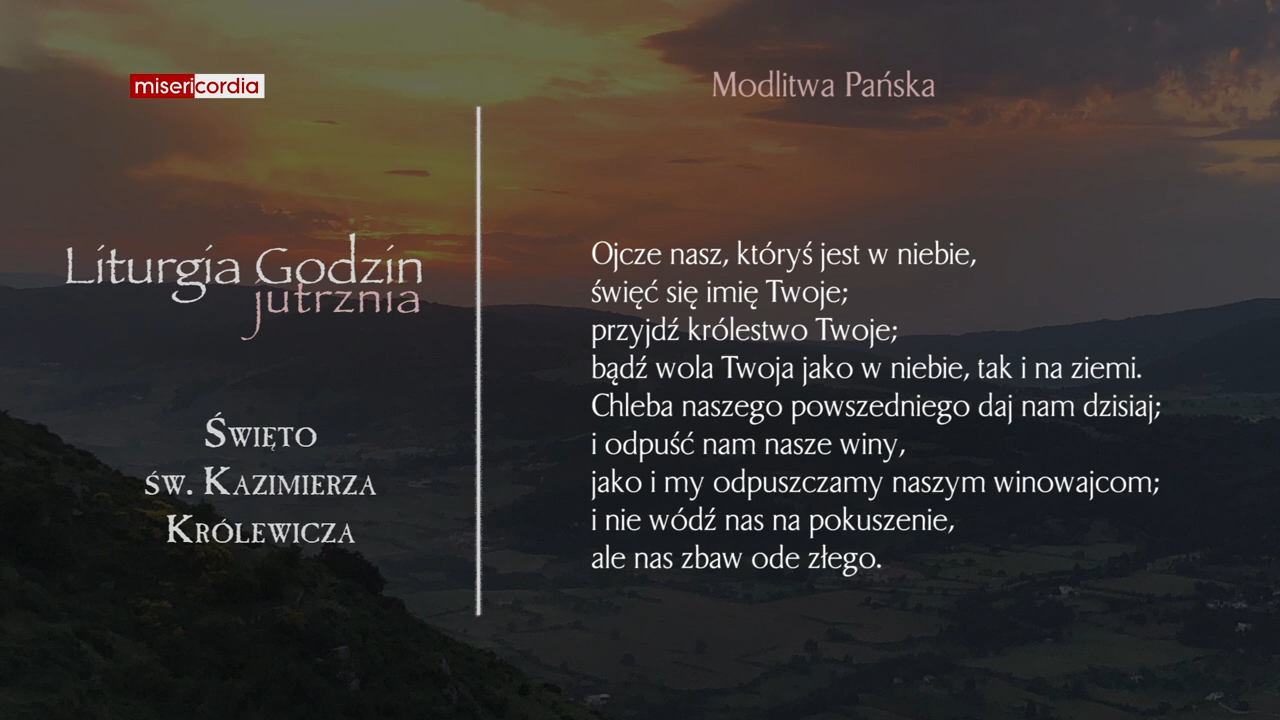 misericordia
Liturgia Godzin
jutrznia
Święto
św. Kazimierza
Królewicza
Modlitwa Pańska
Ojcze nasz, któryś jest w niebie,
święć się imię Twoje;
przyjdź królestwo Twoje;
bądź wola Twoja jako w niebie, tak i na ziemi.
Chleba naszego powszedniego daj nam dzisiaj;
i odpuść nam nasze winy,
jako i my odpuszczamy naszym winowajcom;
i nie wódź nas na pokuszenie,
ale nas zbaw ode złego.